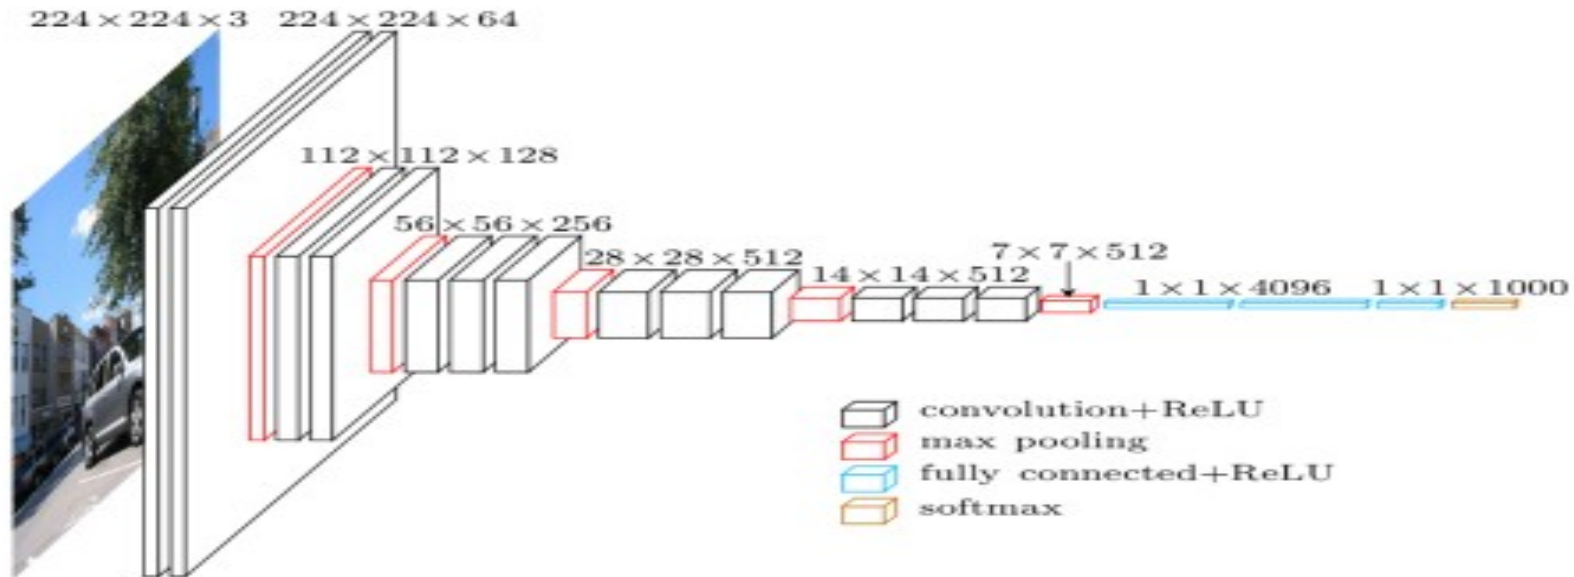 224 × 224 × 3
224 × 224 × 64
112 × 112 × 128
56 × 56 × 256
28 × 28 × 512
14 × 14 × 512
7 × 7 × 512
1 × 1 × 4096
1 × 1 × 1000
convolution+ReLU
max pooling
fully connected+ReLU
softmax